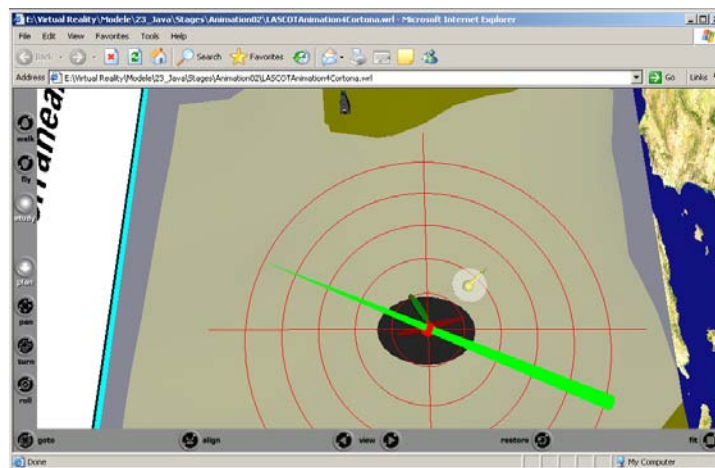 E:\Virtual Reality\Modele\23_Java\Stages\Animation02\LASCOTAnimation4Cortona.wrl - Microsoft Internet Explorer
File Edit View Favorites Tools Help
Back Search Favorites
Address E:\Virtual Reality\Modele\23_Java\Stages\Animation02\LASCOTAnimation4Cortona.wrl Go Links
walk
fly
study
plan
pan
turn
roll
goto align view restore fit
Done My Computer